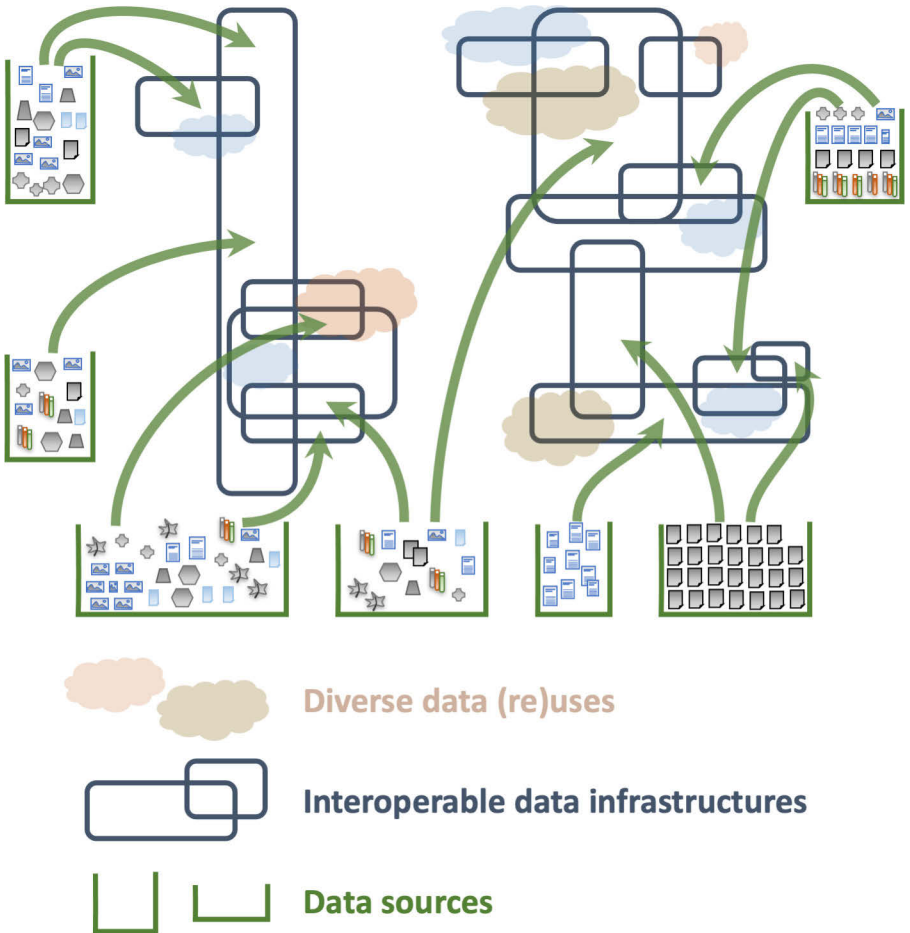 Diverse data (re)uses
Interoperable data infrastructures
Data sources